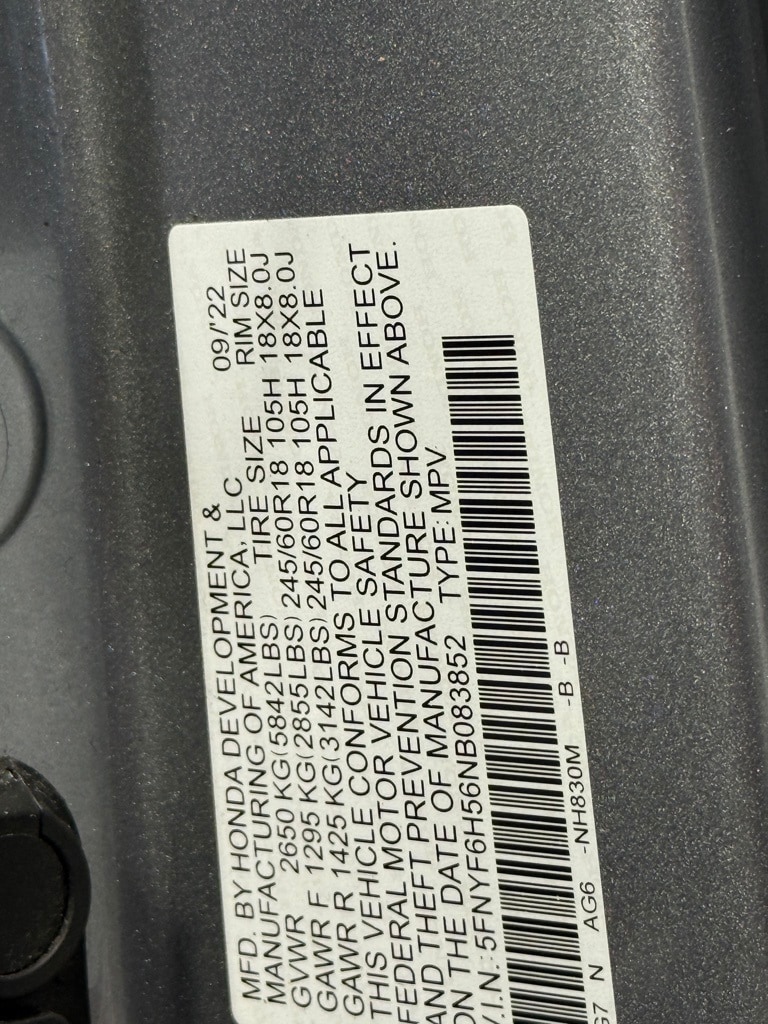 MFD. BY HONDA DEVELOPMENT & 09/'22
MANUFACTURING OF AMERICA, LLC
TIRE SIZE RIM SIZE
GVWR 2650 KG(5842LBS)
GAWR F 1295 KG(2855LBS) 245/60R18 105H 18X8.0J
GAWR R 1425 KG(3142LBS) 245/60R18 105H 18X8.0J
THIS VEHICLE CONFORMS TO ALL APPLICABLE
FEDERAL MOTOR VEHICLE SAFETY
AND THEFT PREVENTION STANDARDS IN EFFECT
ON THE DATE OF MANUFACTURE SHOWN ABOVE.
V.I.N.: 5FNYF6H56NB083852 TYPE: MPV
G7 N AG6 -NH830M -B -B